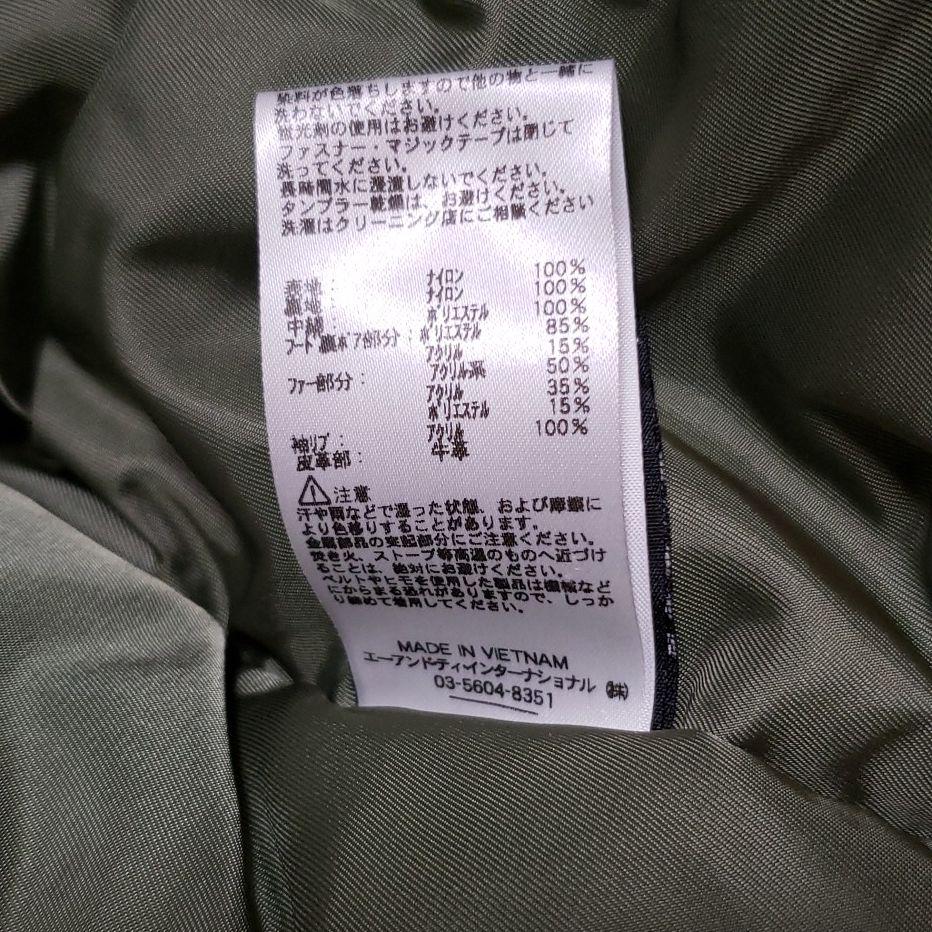 染料が色落ちしますので他の物と一緒に
洗わないでください。
蛍光剤の使用はお避けください。
ファスナー・マジックテープは閉じて
洗ってください。
長時間水に浸漬しないでください。
タンブラー乾燥は、お避けください
洗濯はクリーニング店にご相談ください
表地： ナイロン 100%
裏地： ナイロン 100%
中綿： ポリエステル 100%
フード・腹ボア部分：ポリエステル 85%
アクリル 15%
ファー部分： アクリル系 50%
アクリル 35%
ポリエステル 15%
袖リブ： アクリル 100%
皮革部： 牛革
⚠注意
汗や雨などで湿った状態、および摩擦に
より色移りすることがあります。
金属部品の突起部分にご注意ください。
焚き火、ストーブ等高温のものへ近づけ
ることは、絶対にお避けください。
ベルトやヒモを使用した製品は機械など
にからまる恐れがありますので、しっか
り締めて着用してください。
MADE IN VIETNAM
エーアンドティ・インターナショナル ㈱
03-5604-8351